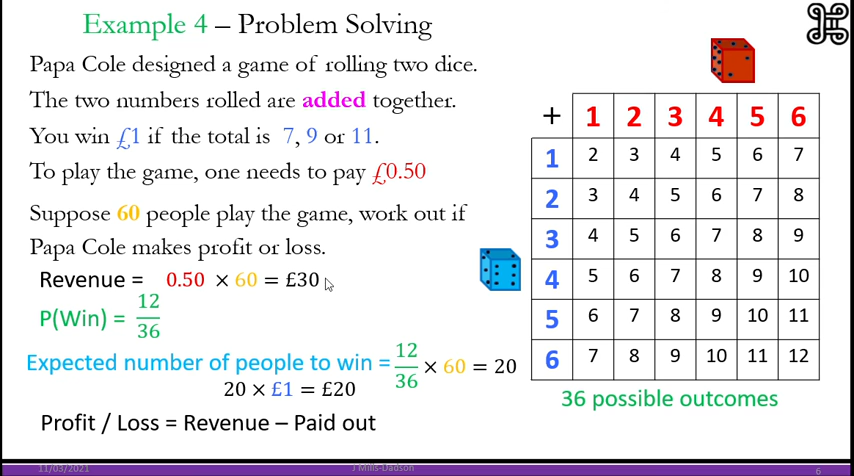 Example 4 – Problem Solving
Papa Cole designed a game of rolling two dice.
The two numbers rolled are added together.
You win £1 if the total is 7, 9 or 11.
To play the game, one needs to pay £0.50
Suppose 60 people play the game, work out if
Papa Cole makes profit or loss.
Revenue = 0.50 × 60 = £30
P(Win) = 12/36
Expected number of people to win = 12/36 × 60 = 20
20 × £1 = £20
Profit / Loss = Revenue − Paid out
+ 1 2 3 4 5 6
1 2 3 4 5 6 7
2 3 4 5 6 7 8
3 4 5 6 7 8 9
4 5 6 7 8 9 10
5 6 7 8 9 10 11
6 7 8 9 10 11 12
36 possible outcomes
11/03/2021
J Mills-Dadson
6